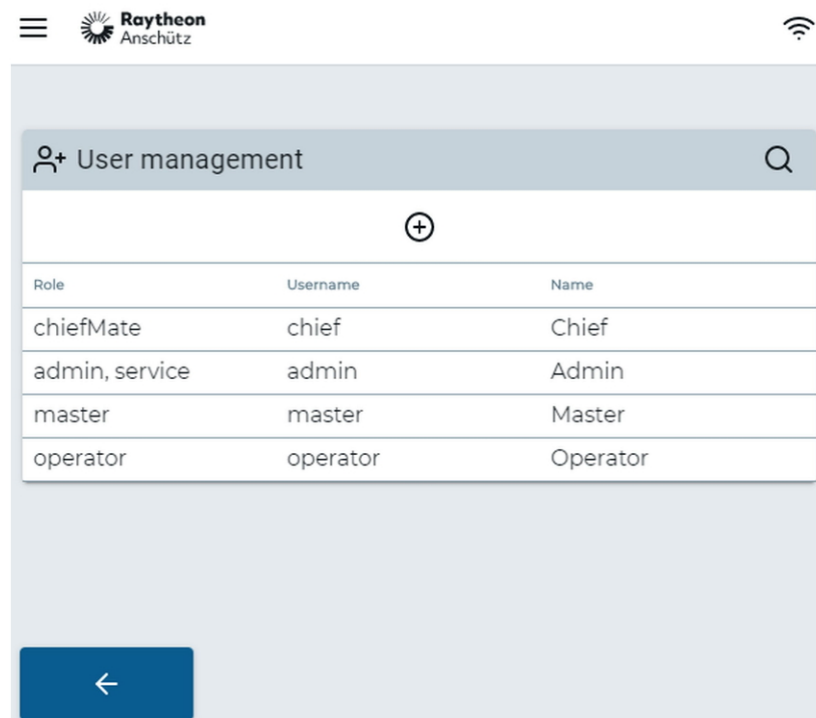 Raytheon
Anschütz
User management
Role Username Name
chiefMate chief Chief
admin, service admin Admin
master master Master
operator operator Operator